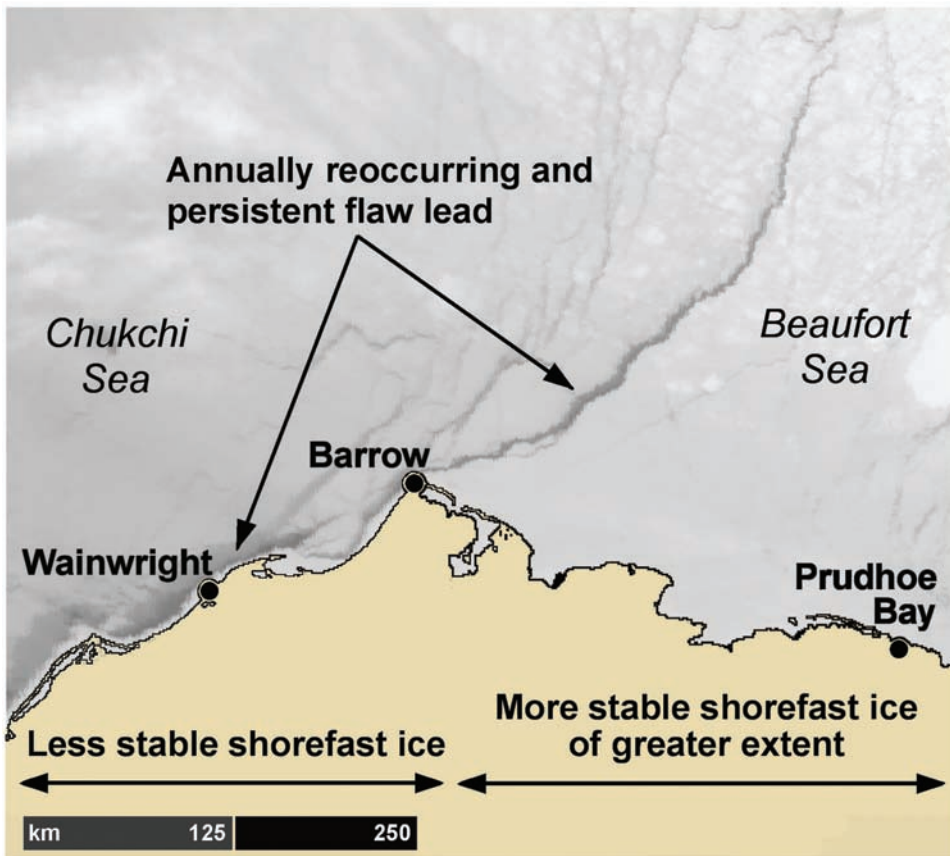 Annually reoccurring and
persistent flaw lead
Chukchi
Sea
Beaufort
Sea
Barrow
Wainwright
Prudhoe
Bay
More stable shorefast ice
of greater extent
Less stable shorefast ice
km 125 250